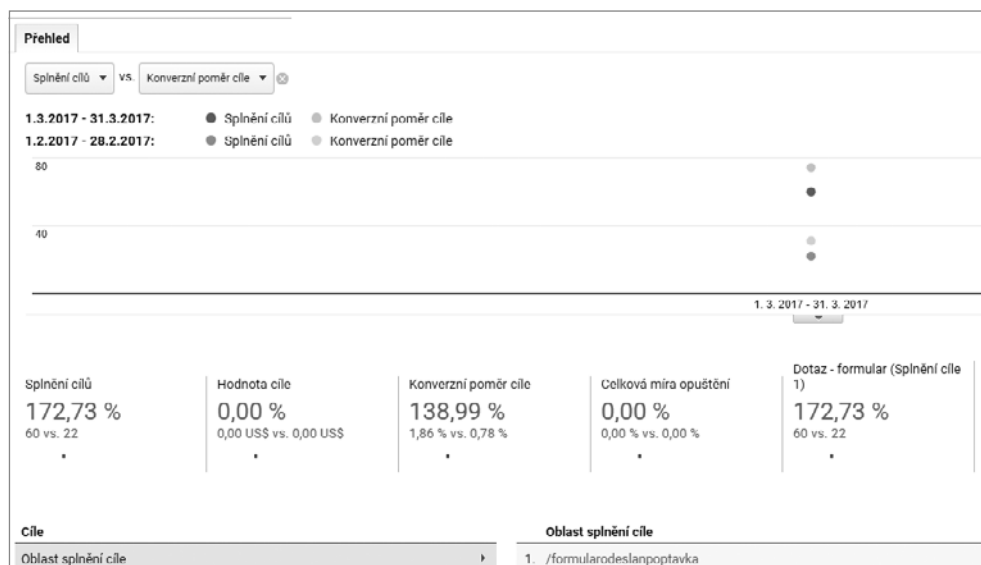 Přehled
Splnění cílů vs. Konverzní poměr cíle
1.3.2017 - 31.3.2017: Splnění cílů Konverzní poměr cíle
1.2.2017 - 28.2.2017: Splnění cílů Konverzní poměr cíle
80
40
1. 3. 2017 - 31. 3. 2017
Splnění cílů
172,73 %
60 vs. 22
Hodnota cíle
0,00 %
0,00 US$ vs. 0,00 US$
Konverzní poměr cíle
138,99 %
1,86 % vs. 0,78 %
Celková míra opuštění
0,00 %
0,00 % vs. 0,00 %
Dotaz - formular (Splnění cíle
1)
172,73 %
60 vs. 22
Cíle
Oblast splnění cíle
Oblast splnění cíle
1. /formularodeslanpoptavka